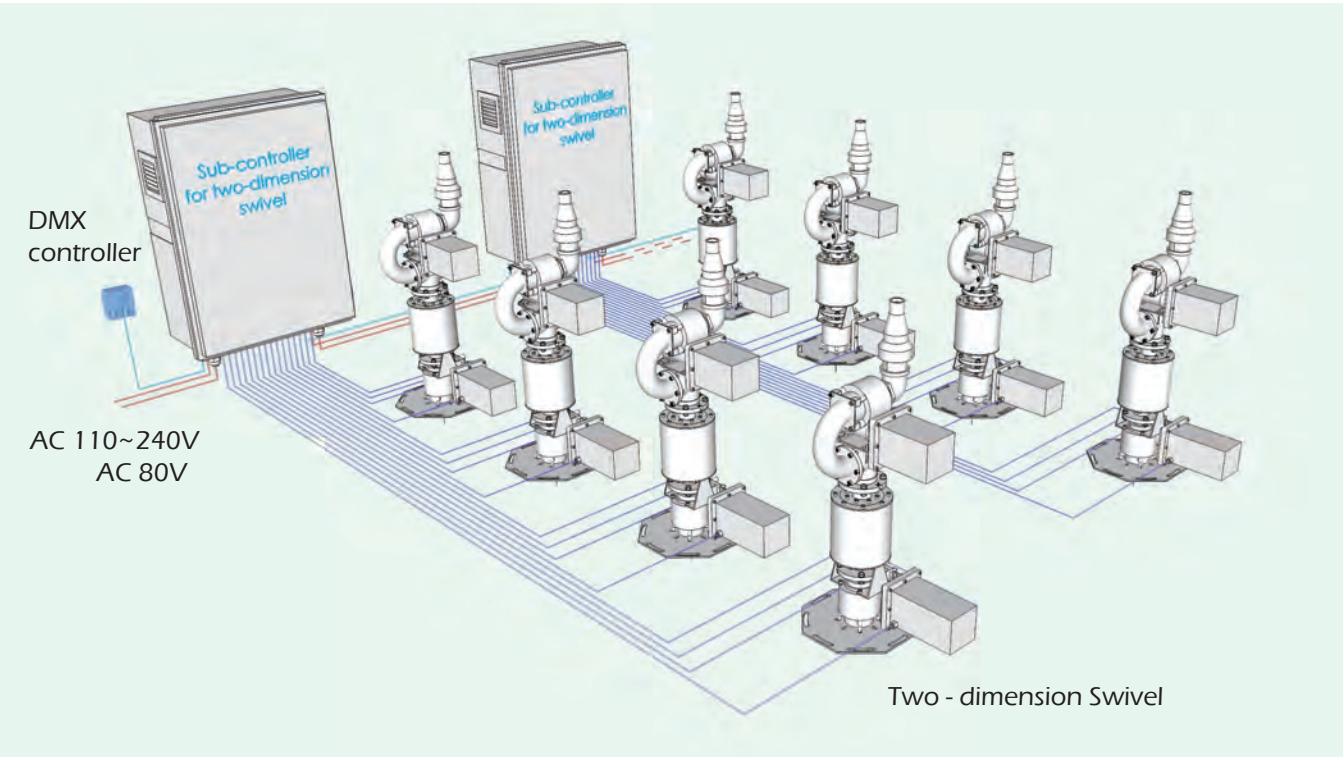 Sub-controller
for two-dimension
swivel
Sub-controller
for two-dimension
swivel
DMX
controller
AC 110~240V
AC 80V
Two - dimension Swivel